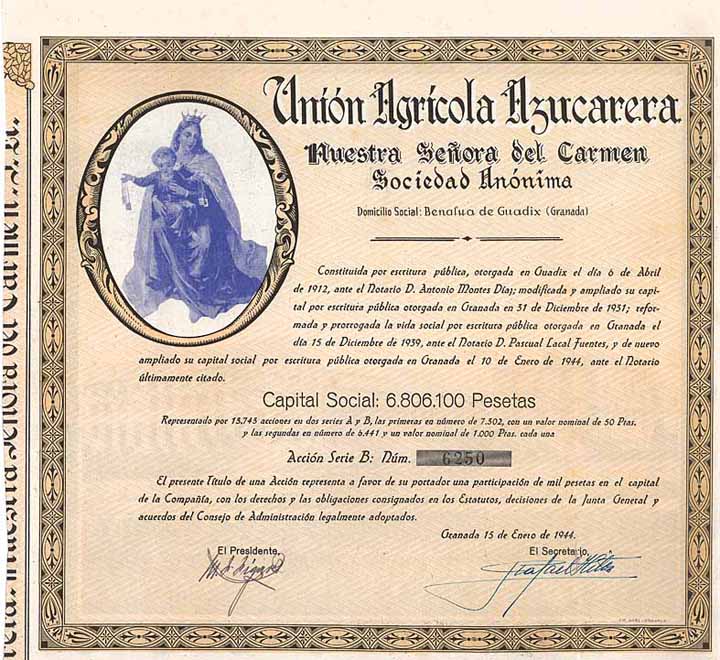 Unión Agrícola Azucarera
Nuestra Señora del Carmen
Sociedad Anónima
Domicilio Social: Benalua de Guadix (Granada)
Constituida por escritura pública, otorgada en Guadix el día 6 de Abril
de 1912, ante el Notario D. Antonio Montes Díaz; modificada y ampliado su capi-
tal por escritura pública otorgada en Granada en 31 de Diciembre de 1931; refor-
mada y prorrogada la vida social por escritura pública otorgada en Granada el
día 15 de Diciembre de 1939, ante el Notario D. Pascual Lacal Fuentes, y de nuevo
ampliado su capital social por escritura pública otorgada en Granada el 10 de Enero de 1944, ante el Notario
últimamente citado.
Capital Social: 6.806.100 Pesetas
Representado por 13.743 acciones en dos series A y B, las primeras en número de 7.302, con un valor nominal de 50 Ptas.
y las segundas en número de 6.441 y un valor nominal de 1.000 Ptas. cada una
Acción Serie B: Núm. 6250
El presente Título de una Acción representa a favor de su portador una participación de mil pesetas en el capital
de la Compañía, con los derechos y las obligaciones consignados en los Estatutos, decisiones de la Junta General y
acuerdos del Consejo de Administración legalmente adoptados.
Granada 15 de Enero de 1944.
El Presidente,
El Secretario,
Nuestra Señora del Carmen, S. A.